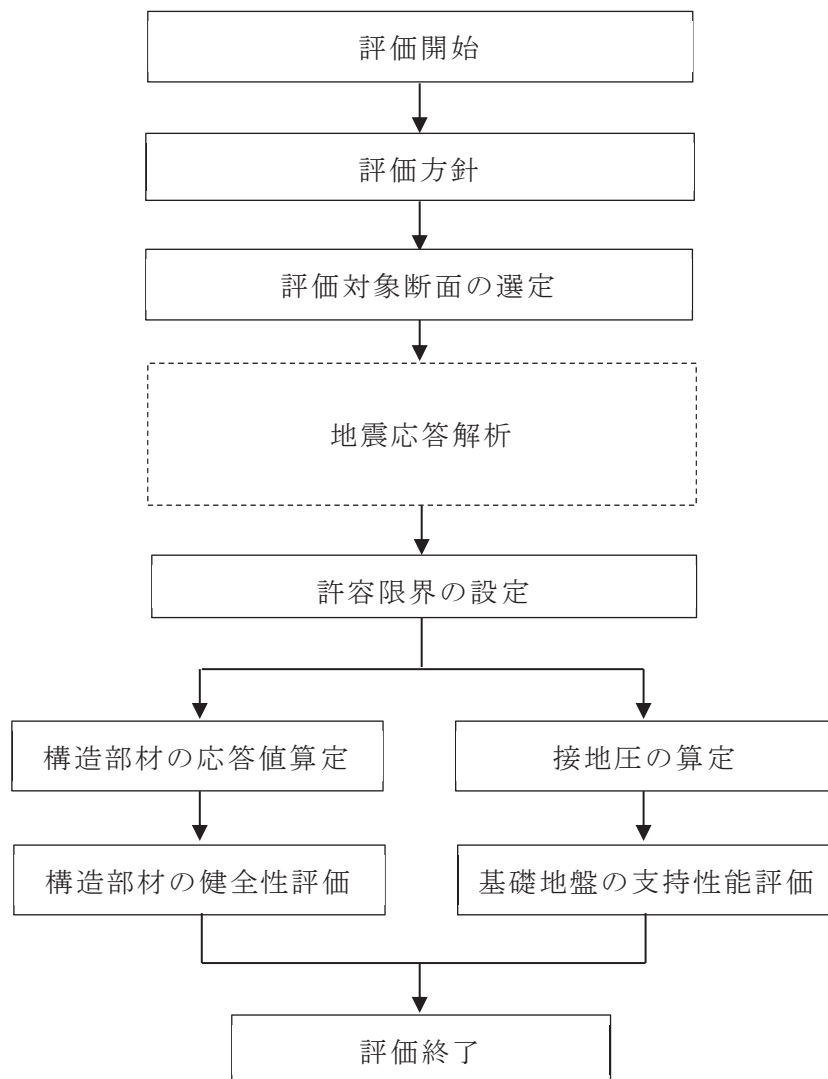 評価開始
評価方針
評価対象断面の選定
地震応答解析
許容限界の設定
構造部材の応答値算定
接地圧の算定
構造部材の健全性評価
基礎地盤の支持性能評価
評価終了